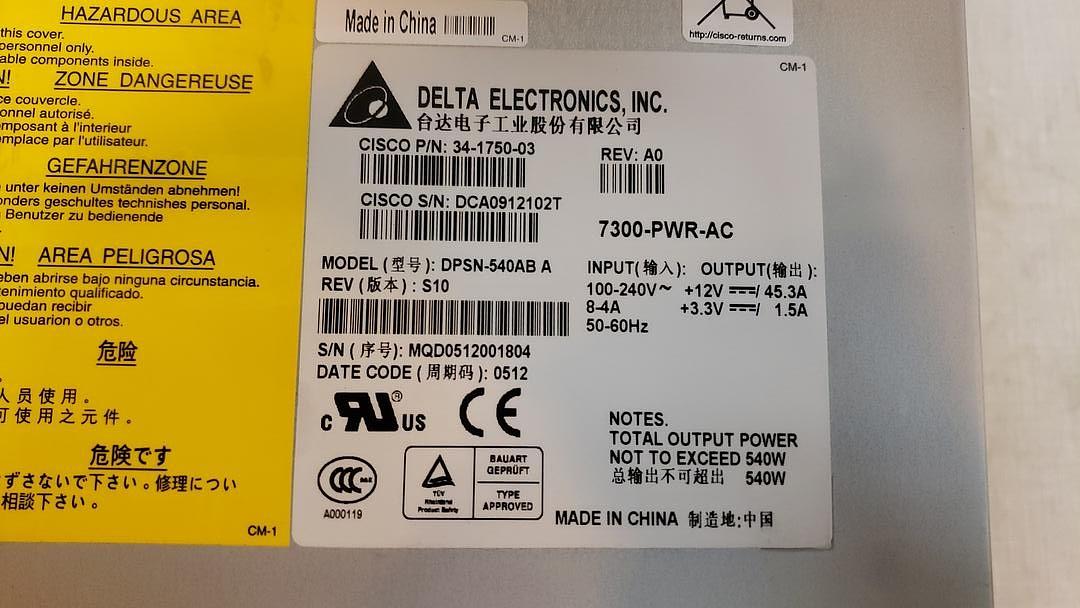 HAZARDOUS AREA
this cover.
personnel only.
able components inside.
N! ZONE DANGEREUSE
ce couvercle.
onnel autorisé.
omposant à l'interieur
emplace par l'utilisateur.
GEFAHRENZONE
unter keinen Umständen abnehmen!
onders geschultes technishes personal.
Benutzer zu bedienende
N! AREA PELIGROSA
eben abrirse bajo ninguna circunstancia.
tenimiento qualificado.
puedan recibir
el usuarion o otros.
危险
人员使用。
可使用之元件。
危険です
ずさないで下さい。修理につい
相談下さい。
CM-1
Made in China
CM-1
http://cisco-returns.com
CM-1
DELTA ELECTRONICS, INC.
台达电子工业股份有限公司
CISCO P/N: 34-1750-03
REV: A0
CISCO S/N: DCA0912102T
7300-PWR-AC
MODEL (型号): DPSN-540AB A
REV (版本) : S10
INPUT(输入): OUTPUT(输出):
100-240V~ +12V ⎓/ 45.3A
8-4A +3.3V ⎓/ 1.5A
50-60Hz
S/N ( 序号): MQD0512001804
DATE CODE ( 周期码 ): 0512
c RU® US CE
NOTES.
TOTAL OUTPUT POWER
NOT TO EXCEED 540W
总输出不可超出 540W
CCC
A000119
TÜV
Rheinland
Product Safety
BAUART
GEPRÜFT
TYPE
APPROVED
MADE IN CHINA 制造地:中国